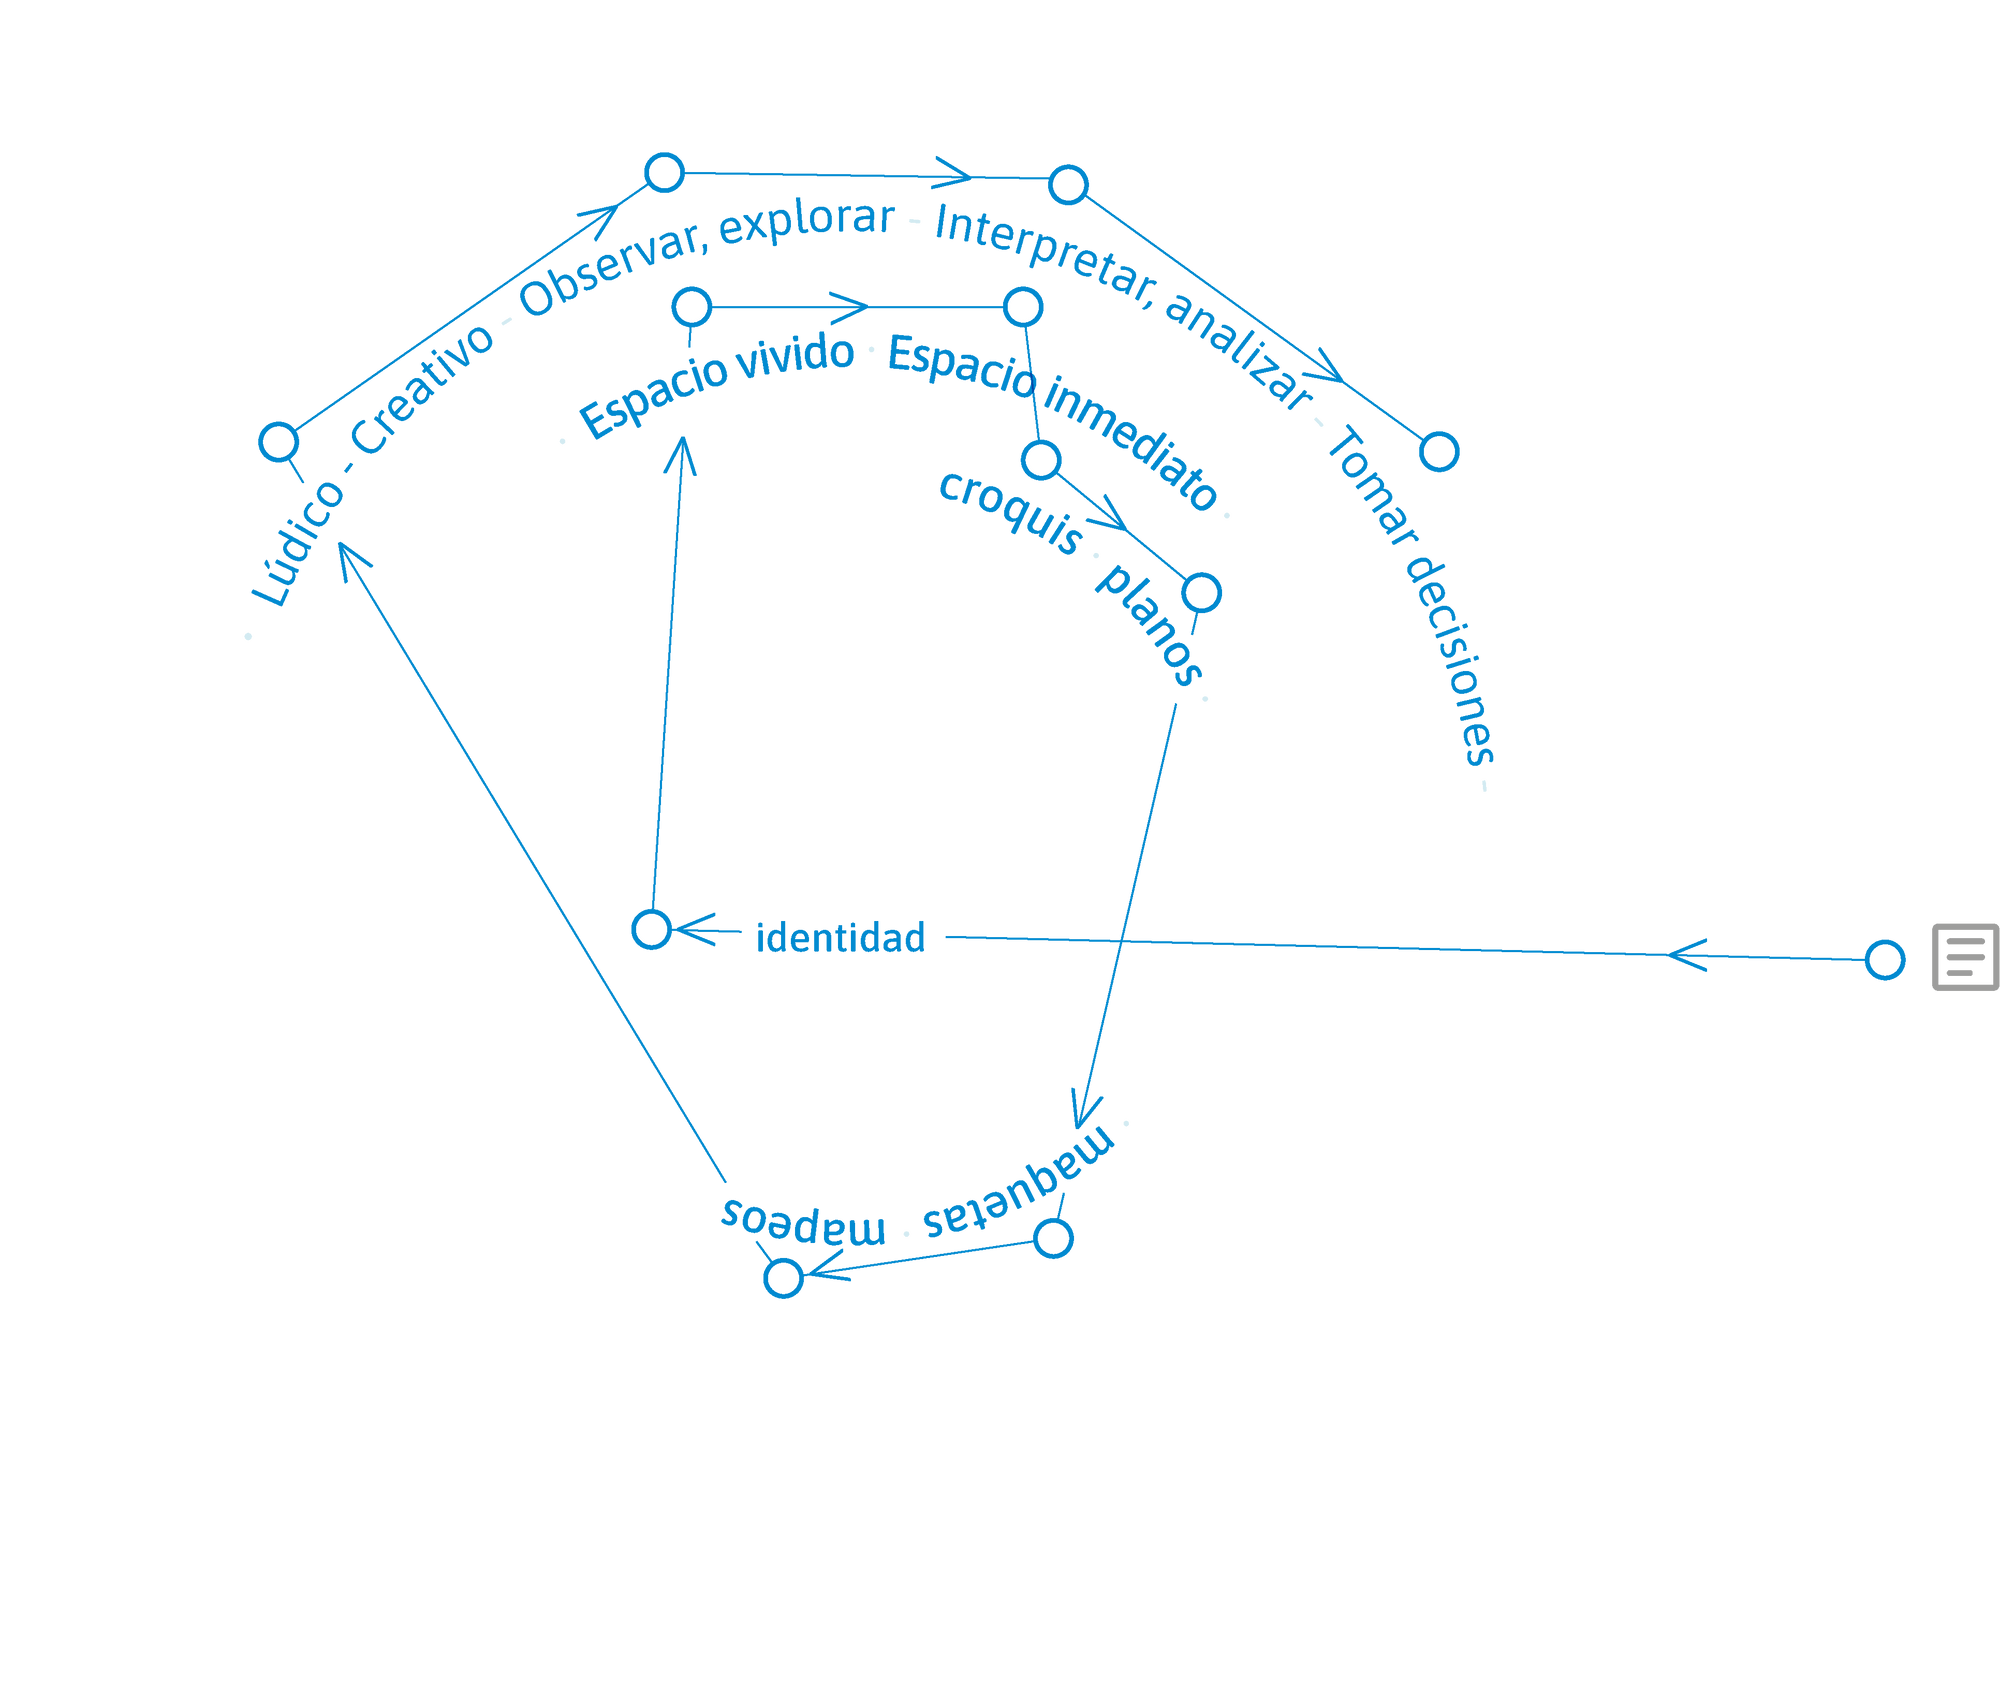 Lúdico - Creativo - Observar, explorar - Interpretar, analizar - Tomar decisiones -
· Espacio vivido · Espacio inmediato ·
croquis · planos ·
identidad
maquetas · mapeos